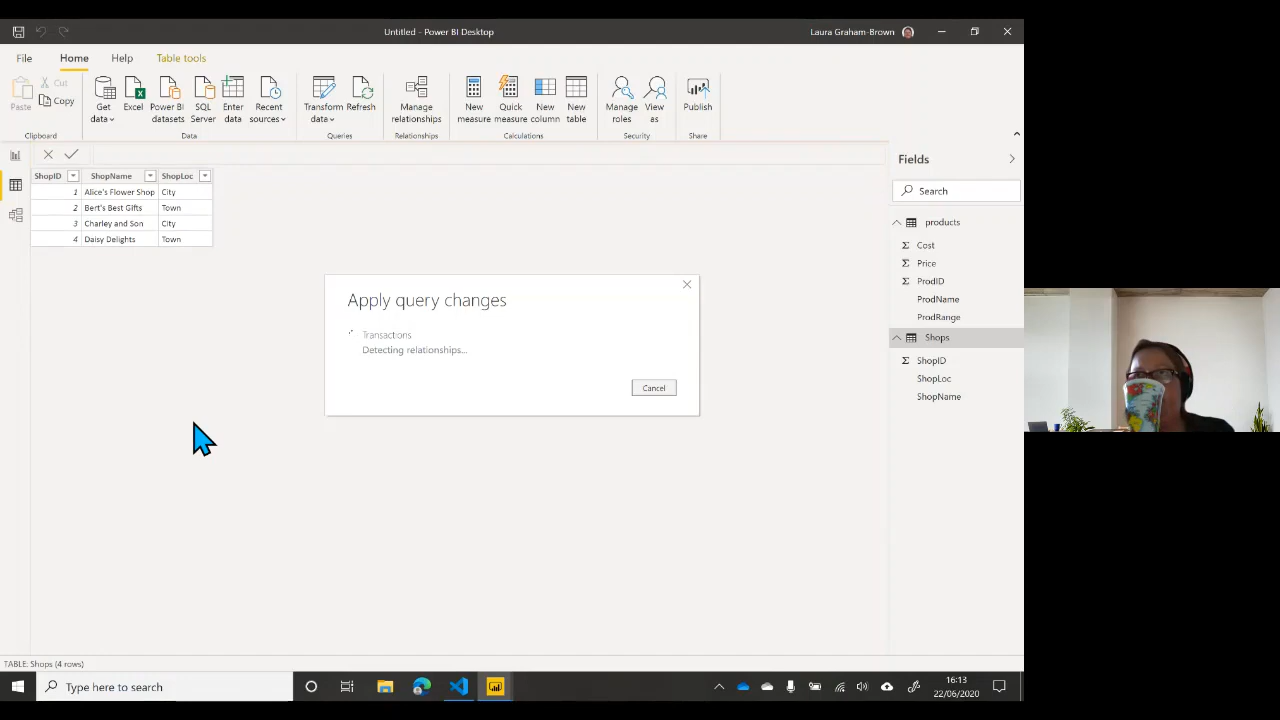 Untitled - Power BI Desktop
Laura Graham-Brown
File Home Help Table tools
Paste
Cut
Copy
Clipboard
Get data
Excel
Power BI datasets
SQL Server
Enter data
Recent sources
Data
Transform data
Refresh
Queries
Manage relationships
Relationships
New measure
Quick measure
New column
New table
Calculations
Manage roles
View as
Security
Publish
Share
ShopID ShopName ShopLoc
1 Alice's Flower Shop City
2 Bert's Best Gifts Town
3 Charley and Son City
4 Daisy Delights Town
Apply query changes
Transactions
Detecting relationships...
Cancel
Fields
Search
products
Cost
Price
ProdID
ProdName
ProdRange
Shops
ShopID
ShopLoc
ShopName
TABLE: Shops (4 rows)
Type here to search
16:13
22/06/2020